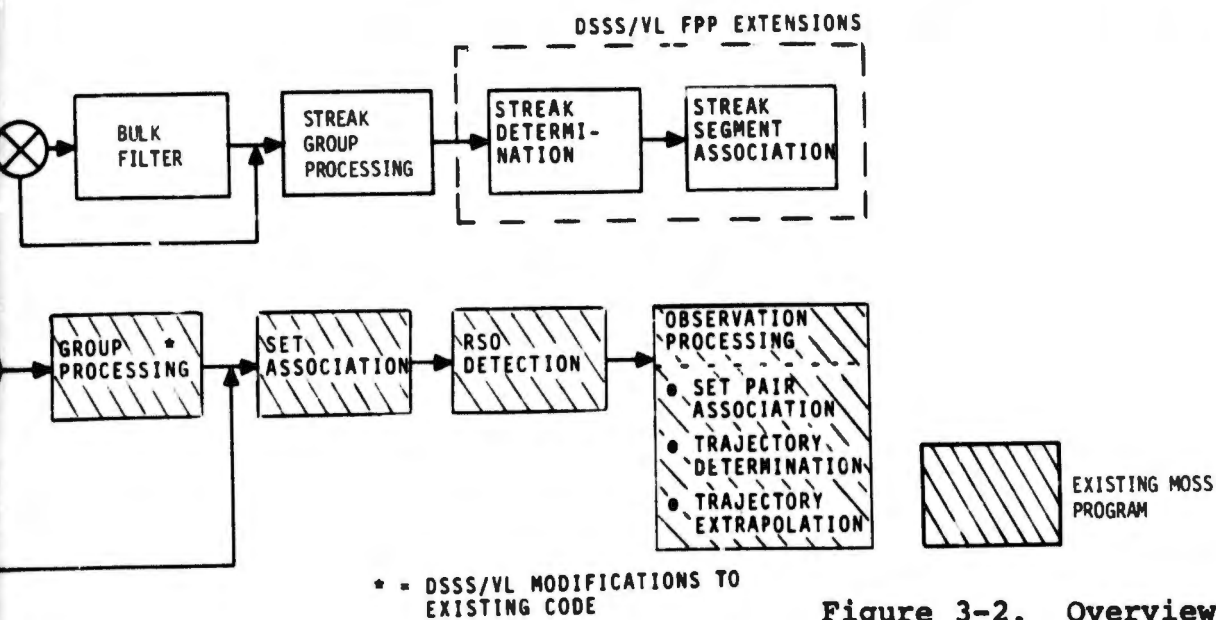 DSSS/VL FPP EXTENSIONS
BULK
FILTER
STREAK
GROUP
PROCESSING
STREAK
DETERMI-
NATION
STREAK
SEGMENT
ASSOCIATION
GROUP *
PROCESSING
SET
ASSOCIATION
RSO
DETECTION
OBSERVATION
PROCESSING
● SET PAIR
ASSOCIATION
● TRAJECTORY
DETERMINATION
● TRAJECTORY
EXTRAPOLATION
EXISTING MOSS
PROGRAM
* = DSSS/VL MODIFICATIONS TO
EXISTING CODE
Figure 3-2. Overview